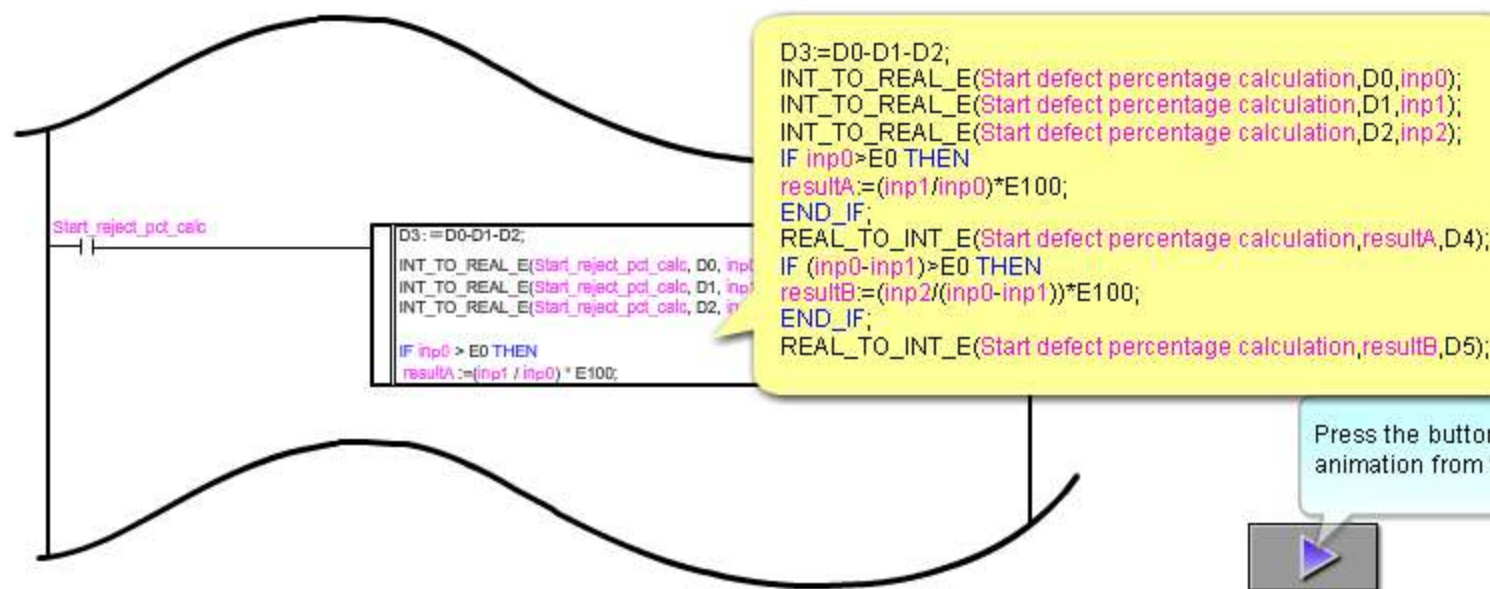 D3:=D0-D1-D2;
INT_TO_REAL_E(Start defect percentage calculation,D0,inp0);
INT_TO_REAL_E(Start defect percentage calculation,D1,inp1);
INT_TO_REAL_E(Start defect percentage calculation,D2,inp2);
IF inp0>E0 THEN
resultA:=(inp1/inp0)*E100;
END_IF;
REAL_TO_INT_E(Start defect percentage calculation,resultA,D4);
IF (inp0-inp1)>E0 THEN
resultB:=(inp2/(inp0-inp1))*E100;
END_IF;
REAL_TO_INT_E(Start defect percentage calculation,resultB,D5);
Start_reject_pct_calc
D3:=D0-D1-D2;
INT_TO_REAL_E(Start_reject_pct_calc, D0, inp0
INT_TO_REAL_E(Start_reject_pct_calc, D1, inp
INT_TO_REAL_E(Start_reject_pct_calc, D2,
IF inp0 > E0 THEN
resultA :=(inp1 / inp0) * E100;
Press the button
animation from